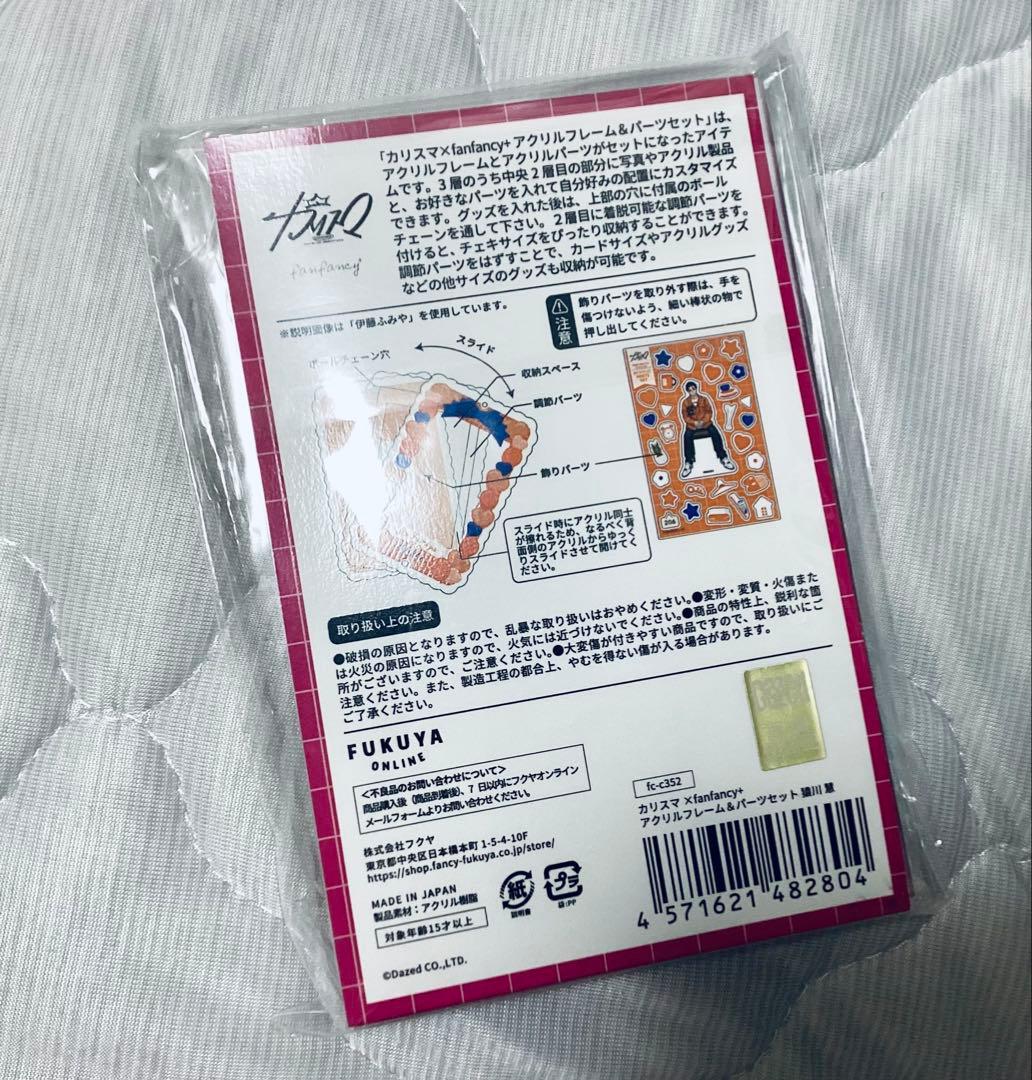 「カリスマ×fanfancy+ アクリルフレーム＆パーツセット」は、
アクリルフレームとアクリルパーツがセットになったアイテ
ムです。3層のうち中央2層目の部分に写真やアクリル製品
と、お好きなパーツを入れて自分好みの配置にカスタマイズ
できます。グッズを入れた後は、上部の穴に付属のボール
チェーンを通して下さい。2層目に着脱可能な調節パーツを
付けると、チェキサイズをぴったり収納することができます。
調節パーツをはずすことで、カードサイズやアクリルグッズ
などの他サイズのグッズも収納が可能です。
カリスマ
fanfancy+
※説明画像は「伊藤ふみや」を使用しています。
注意
飾りパーツを取り外す際は、手を
傷つけないよう、細い棒状の物で
押し出してください。
ボールチェーン穴
スライド
収納スペース
調節パーツ
飾りパーツ
スライド時にアクリル同士
が擦れるため、なるべく背
面側のアクリルからゆっく
りスライドさせて開けてく
ださい。
取り扱い上の注意
●破損の原因となりますので、乱暴な取り扱いはおやめください。●変形・変質・火傷また
は火災の原因になりますので、火気には近づけないでください。●商品の特性上、鋭利な箇
所がございますので、ご注意ください。●大変傷が付きやすい商品ですので、取り扱いにご
注意ください。また、製造工程の都合上、やむを得ない傷が入る場合があります。
ご了承ください。
FUKUYA
ONLINE
＜不良品のお問い合わせについて＞
商品購入後（商品到着後）、7日以内にフクヤオンライン
メールフォームよりお問い合わせください。
株式会社フクヤ
東京都中央区日本橋本町1-5-4-10F
https://shop.fancy-fukuya.co.jp/store/
MADE IN JAPAN
製品素材：アクリル樹脂
対象年齢15才以上
©Dazed CO.,LTD.
紙
説明書
プラ
袋:PP
fc-c352
カリスマ ×fanfancy+
アクリルフレーム＆パーツセット 猿川 慧
4 571621 482804